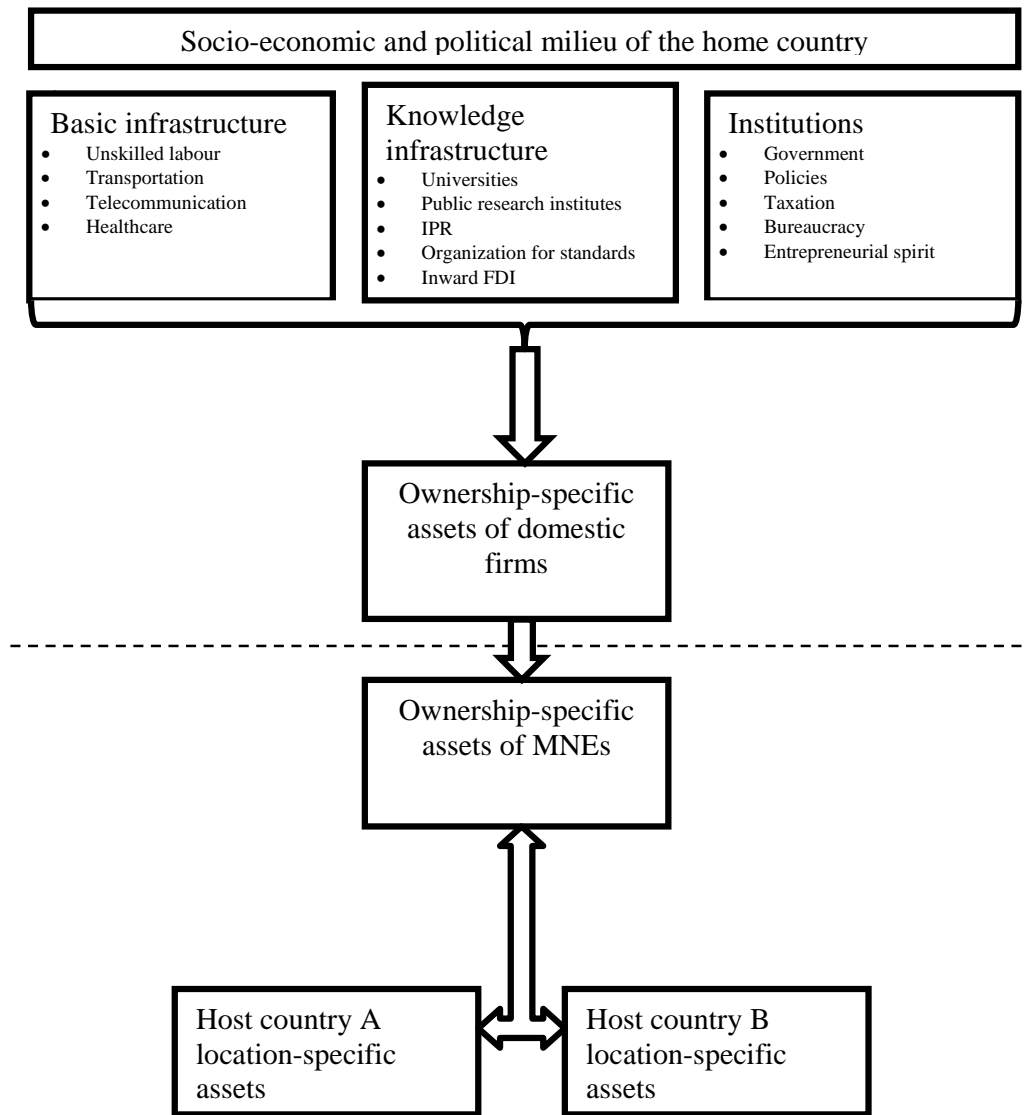 Socio-economic and political milieu of the home country
Basic infrastructure
• Unskilled labour
• Transportation
• Telecommunication
• Healthcare
Knowledge
infrastructure
• Universities
• Public research institutes
• IPR
• Organization for standards
• Inward FDI
Institutions
• Government
• Policies
• Taxation
• Bureaucracy
• Entrepreneurial spirit
Ownership-specific
assets of domestic
firms
Ownership-specific
assets of MNEs
Host country A
location-specific
assets
Host country B
location-specific
assets